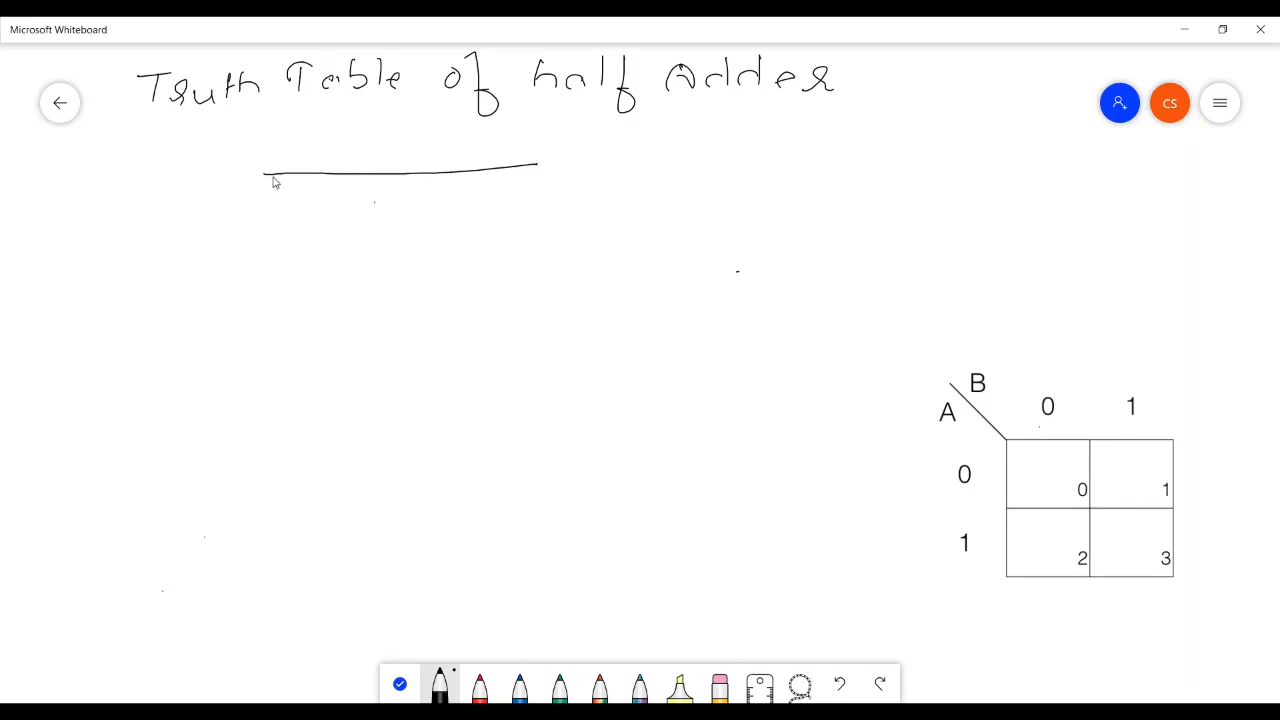 Microsoft Whiteboard
Truth Table of half Adder
CS
B
A
0 1
0
0 1
1
2 3